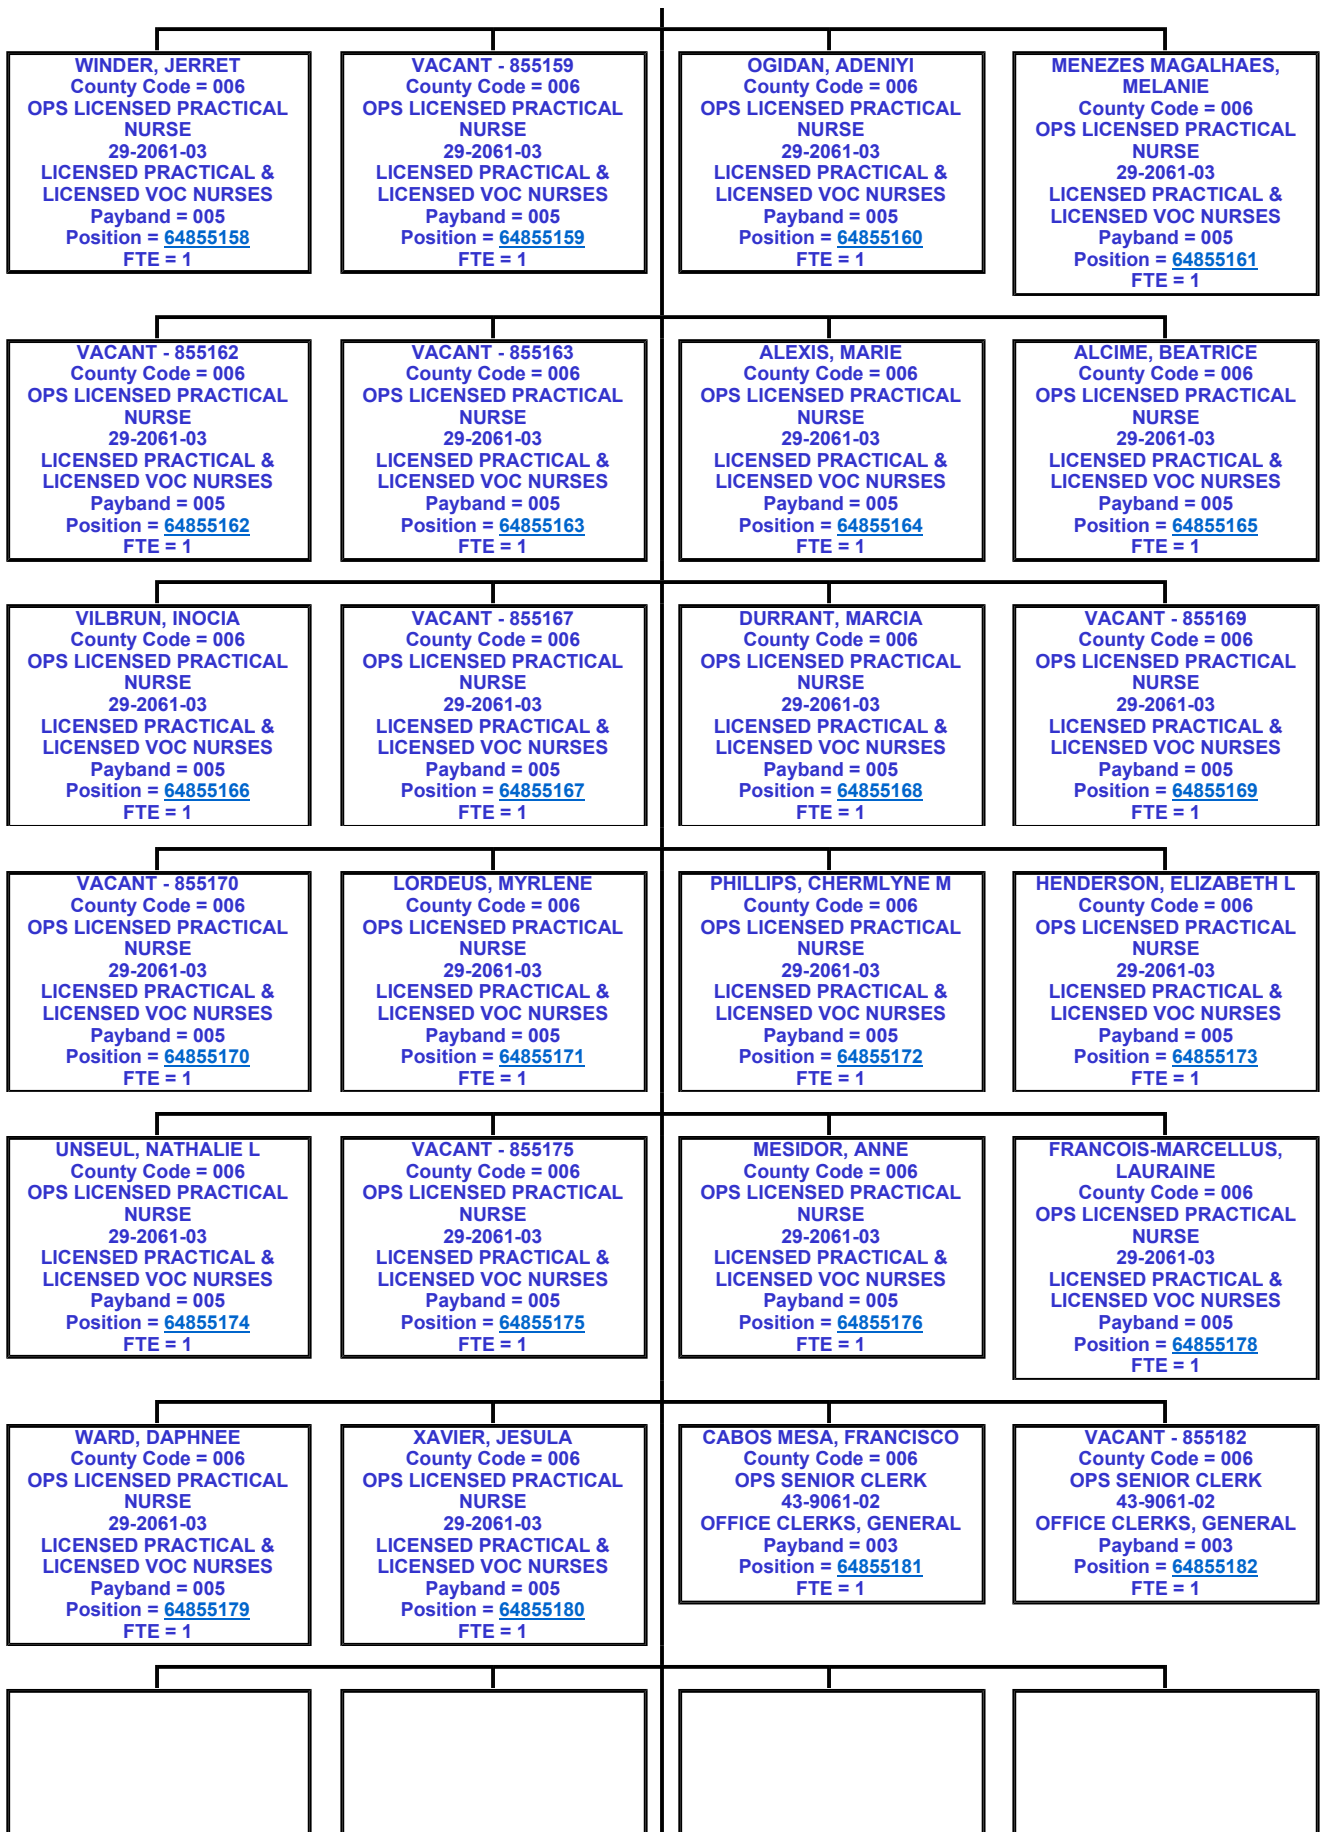 WINDER, JERRET
County Code = 006
OPS LICENSED PRACTICAL
NURSE
29-2061-03
LICENSED PRACTICAL &
LICENSED VOC NURSES
Payband = 005
Position = 64855158
FTE = 1
VACANT - 855159
County Code = 006
OPS LICENSED PRACTICAL
NURSE
29-2061-03
LICENSED PRACTICAL &
LICENSED VOC NURSES
Payband = 005
Position = 64855159
FTE = 1
OGIDAN, ADENIYI
County Code = 006
OPS LICENSED PRACTICAL
NURSE
29-2061-03
LICENSED PRACTICAL &
LICENSED VOC NURSES
Payband = 005
Position = 64855160
FTE = 1
MENEZES MAGALHAES,
MELANIE
County Code = 006
OPS LICENSED PRACTICAL
NURSE
29-2061-03
LICENSED PRACTICAL &
LICENSED VOC NURSES
Payband = 005
Position = 64855161
FTE = 1
VACANT - 855162
County Code = 006
OPS LICENSED PRACTICAL
NURSE
29-2061-03
LICENSED PRACTICAL &
LICENSED VOC NURSES
Payband = 005
Position = 64855162
FTE = 1
VACANT - 855163
County Code = 006
OPS LICENSED PRACTICAL
NURSE
29-2061-03
LICENSED PRACTICAL &
LICENSED VOC NURSES
Payband = 005
Position = 64855163
FTE = 1
ALEXIS, MARIE
County Code = 006
OPS LICENSED PRACTICAL
NURSE
29-2061-03
LICENSED PRACTICAL &
LICENSED VOC NURSES
Payband = 005
Position = 64855164
FTE = 1
ALCIME, BEATRICE
County Code = 006
OPS LICENSED PRACTICAL
NURSE
29-2061-03
LICENSED PRACTICAL &
LICENSED VOC NURSES
Payband = 005
Position = 64855165
FTE = 1
VILBRUN, INOCIA
County Code = 006
OPS LICENSED PRACTICAL
NURSE
29-2061-03
LICENSED PRACTICAL &
LICENSED VOC NURSES
Payband = 005
Position = 64855166
FTE = 1
VACANT - 855167
County Code = 006
OPS LICENSED PRACTICAL
NURSE
29-2061-03
LICENSED PRACTICAL &
LICENSED VOC NURSES
Payband = 005
Position = 64855167
FTE = 1
DURRANT, MARCIA
County Code = 006
OPS LICENSED PRACTICAL
NURSE
29-2061-03
LICENSED PRACTICAL &
LICENSED VOC NURSES
Payband = 005
Position = 64855168
FTE = 1
VACANT - 855169
County Code = 006
OPS LICENSED PRACTICAL
NURSE
29-2061-03
LICENSED PRACTICAL &
LICENSED VOC NURSES
Payband = 005
Position = 64855169
FTE = 1
VACANT - 855170
County Code = 006
OPS LICENSED PRACTICAL
NURSE
29-2061-03
LICENSED PRACTICAL &
LICENSED VOC NURSES
Payband = 005
Position = 64855170
FTE = 1
LORDEUS, MYRLENE
County Code = 006
OPS LICENSED PRACTICAL
NURSE
29-2061-03
LICENSED PRACTICAL &
LICENSED VOC NURSES
Payband = 005
Position = 64855171
FTE = 1
PHILLIPS, CHERMLYNE M
County Code = 006
OPS LICENSED PRACTICAL
NURSE
29-2061-03
LICENSED PRACTICAL &
LICENSED VOC NURSES
Payband = 005
Position = 64855172
FTE = 1
HENDERSON, ELIZABETH L
County Code = 006
OPS LICENSED PRACTICAL
NURSE
29-2061-03
LICENSED PRACTICAL &
LICENSED VOC NURSES
Payband = 005
Position = 64855173
FTE = 1
UNSEUL, NATHALIE L
County Code = 006
OPS LICENSED PRACTICAL
NURSE
29-2061-03
LICENSED PRACTICAL &
LICENSED VOC NURSES
Payband = 005
Position = 64855174
FTE = 1
VACANT - 855175
County Code = 006
OPS LICENSED PRACTICAL
NURSE
29-2061-03
LICENSED PRACTICAL &
LICENSED VOC NURSES
Payband = 005
Position = 64855175
FTE = 1
MESIDOR, ANNE
County Code = 006
OPS LICENSED PRACTICAL
NURSE
29-2061-03
LICENSED PRACTICAL &
LICENSED VOC NURSES
Payband = 005
Position = 64855176
FTE = 1
FRANCOIS-MARCELLUS,
LAURAINE
County Code = 006
OPS LICENSED PRACTICAL
NURSE
29-2061-03
LICENSED PRACTICAL &
LICENSED VOC NURSES
Payband = 005
Position = 64855178
FTE = 1
WARD, DAPHNEE
County Code = 006
OPS LICENSED PRACTICAL
NURSE
29-2061-03
LICENSED PRACTICAL &
LICENSED VOC NURSES
Payband = 005
Position = 64855179
FTE = 1
XAVIER, JESULA
County Code = 006
OPS LICENSED PRACTICAL
NURSE
29-2061-03
LICENSED PRACTICAL &
LICENSED VOC NURSES
Payband = 005
Position = 64855180
FTE = 1
CABOS MESA, FRANCISCO
County Code = 006
OPS SENIOR CLERK
43-9061-02
OFFICE CLERKS, GENERAL
Payband = 003
Position = 64855181
FTE = 1
VACANT - 855182
County Code = 006
OPS SENIOR CLERK
43-9061-02
OFFICE CLERKS, GENERAL
Payband = 003
Position = 64855182
FTE = 1